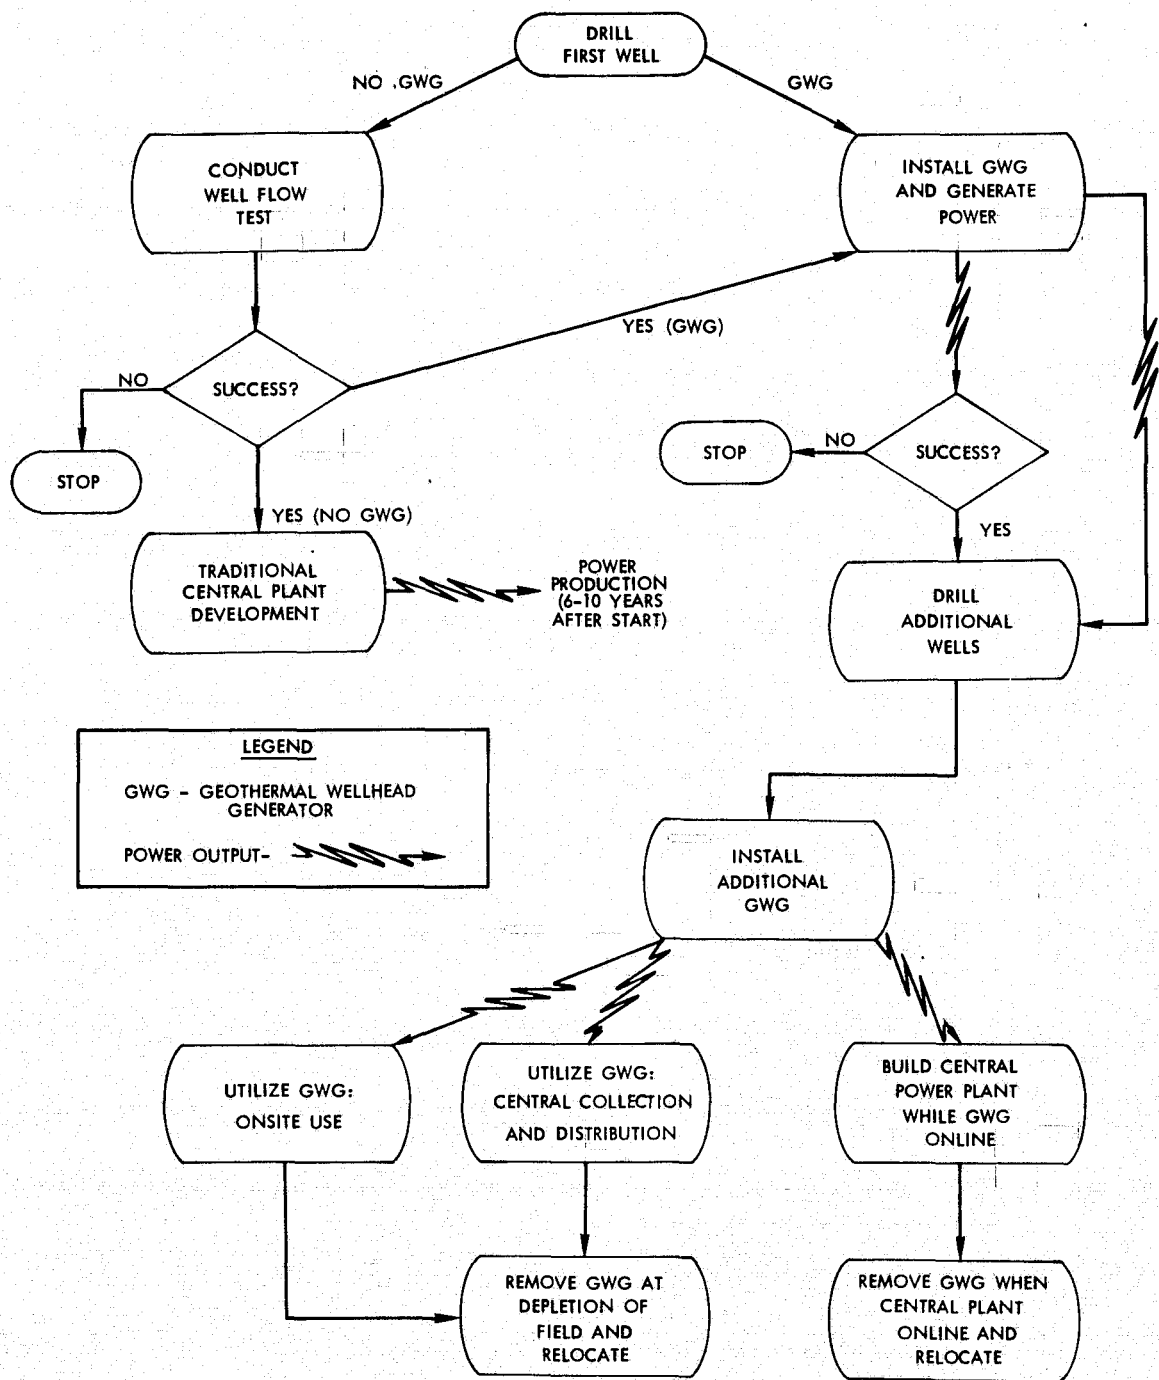 DRILL
FIRST WELL
NO .GWG
GWG
CONDUCT
WELL FLOW
TEST
INSTALL GWG
AND GENERATE
POWER
YES (GWG)
NO
SUCCESS?
STOP
NO
SUCCESS?
STOP
YES (NO GWG)
YES
TRADITIONAL
CENTRAL PLANT
DEVELOPMENT
POWER
PRODUCTION
(6-10 YEARS
AFTER START)
DRILL
ADDITIONAL
WELLS
LEGEND
GWG - GEOTHERMAL WELLHEAD
GENERATOR
POWER OUTPUT-
INSTALL
ADDITIONAL
GWG
UTILIZE GWG:
ONSITE USE
UTILIZE GWG:
CENTRAL COLLECTION
AND DISTRIBUTION
BUILD CENTRAL
POWER PLANT
WHILE GWG
ONLINE
REMOVE GWG AT
DEPLETION OF
FIELD AND
RELOCATE
REMOVE GWG WHEN
CENTRAL PLANT
ONLINE AND
RELOCATE